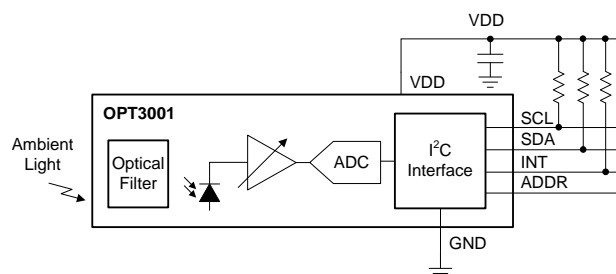 VDD
VDD
OPT3001
SCL
SDA
INT
ADDR
Ambient
Light
Optical
Filter
ADC
I²C
Interface
GND